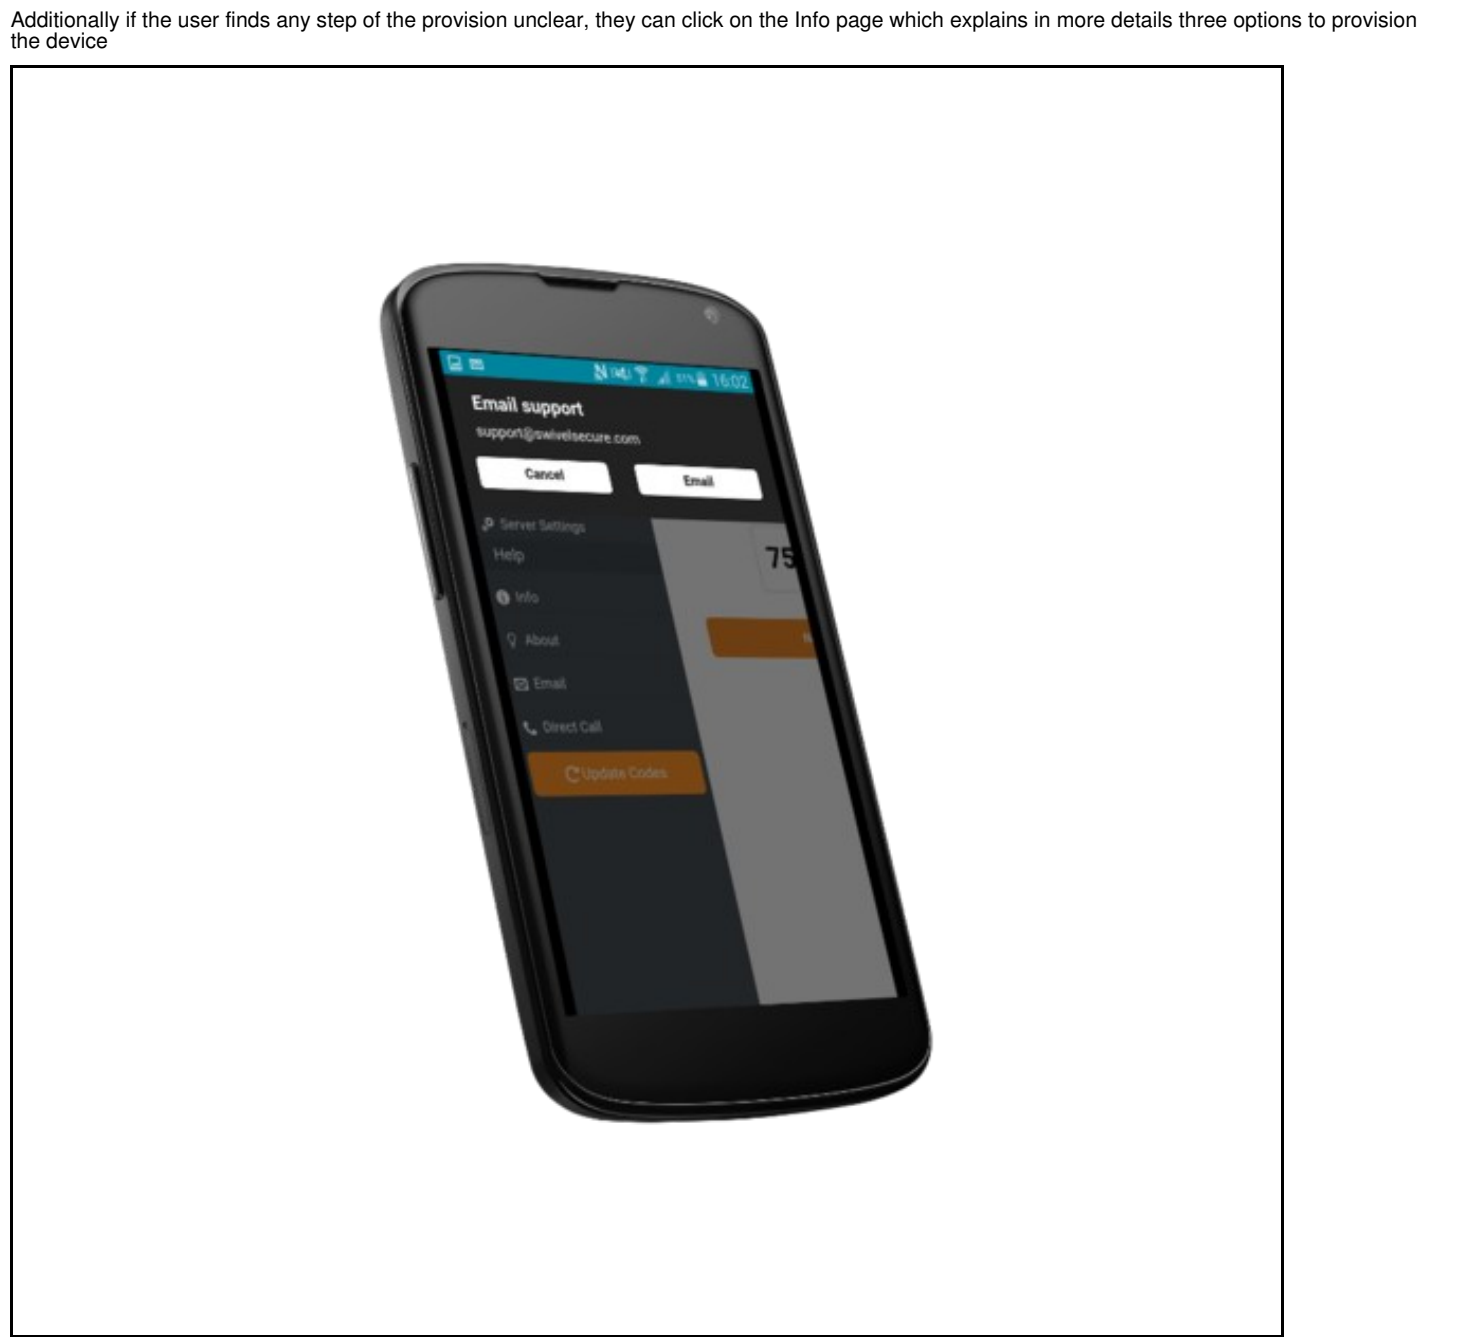 Additionally if the user finds any step of the provision unclear, they can click on the Info page which explains in more details three options to provision
the device
16:02
Email support
support@swivelsecure.com
Cancel Email
Server Settings
Help
75
Info
About
Email
Direct Call
Update Codes